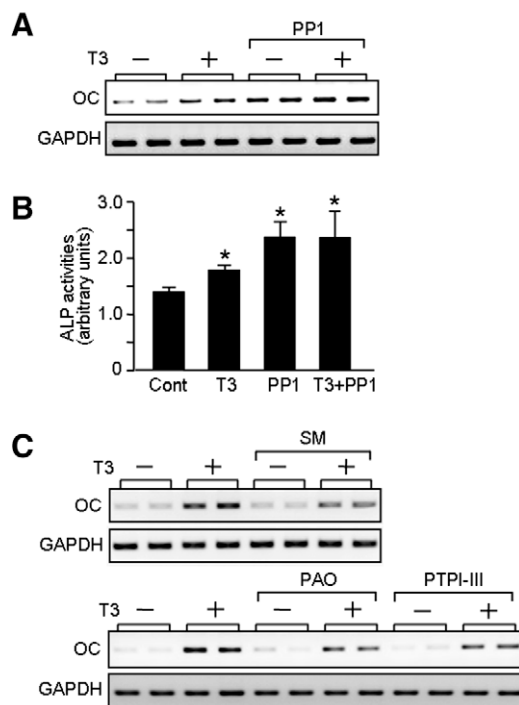 A
PP1
T3 − + − +
OC
GAPDH
B
ALP activities
(arbitrary units)
3.0
2.0
1.0
0
* * *
Cont T3 PP1 T3+PP1
C
SM
T3 − + − +
OC
GAPDH
PAO PTPI-III
T3 − + − + − +
OC
GAPDH